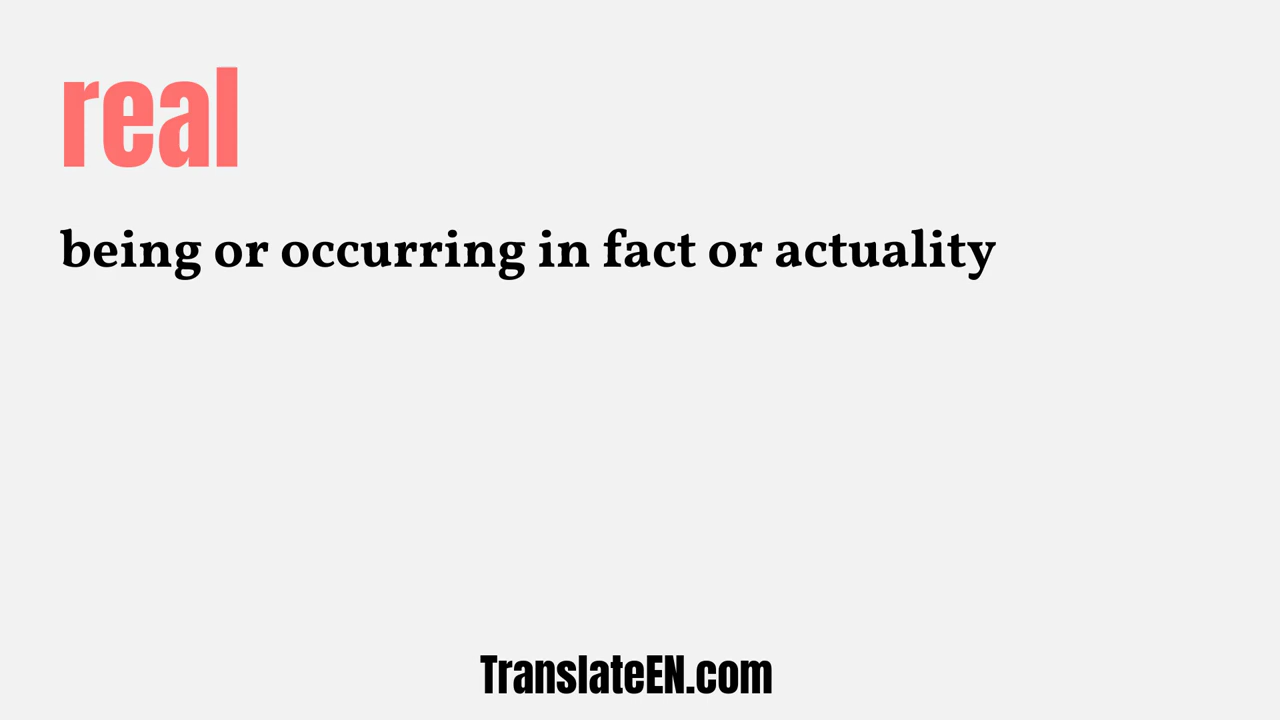 real
being or occurring in fact or actuality
TranslateEN.com